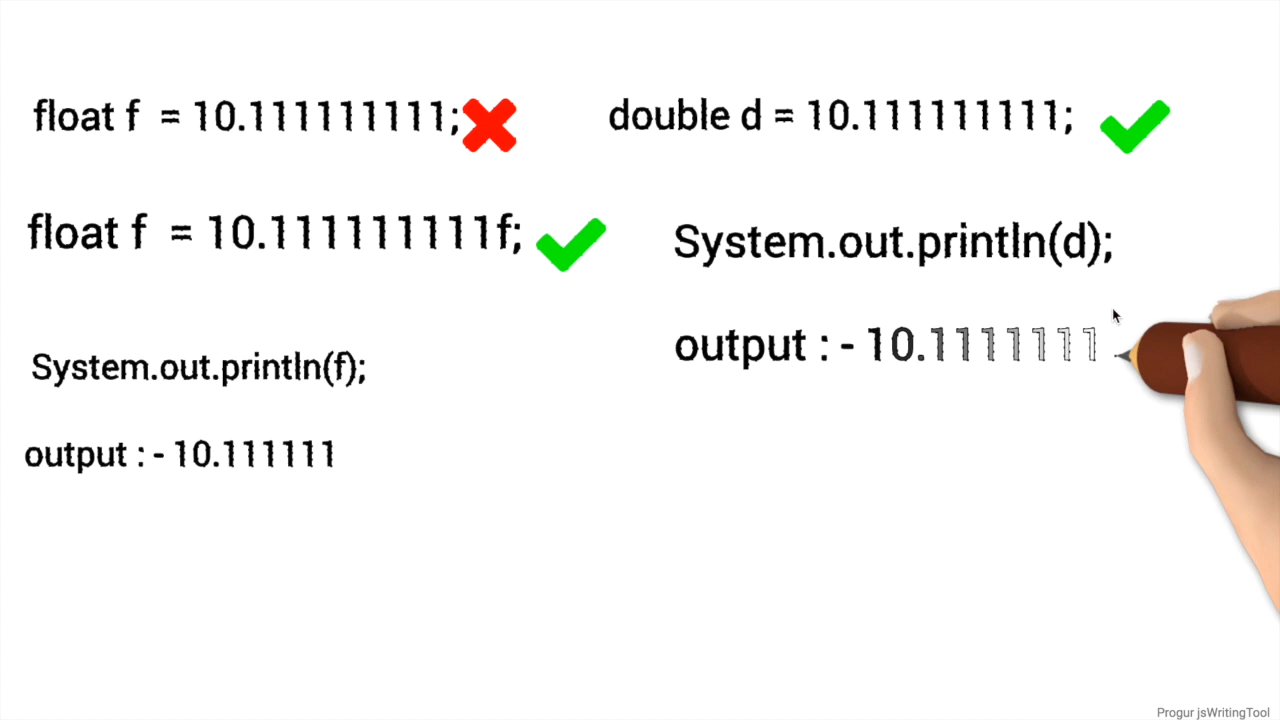 float f  = 10.111111111;
double d = 10.111111111;
float f  = 10.111111111f;
System.out.println(d);
output : - 10.1111111
System.out.println(f);
output : - 10.111111
Progur jsWritingTool